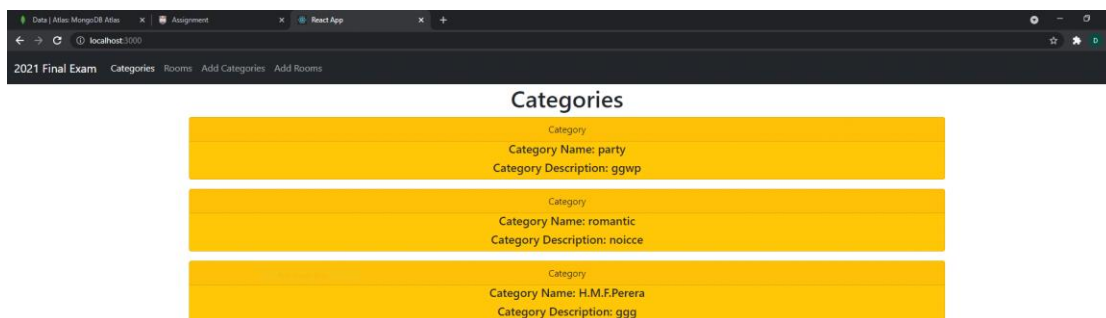 Data | Atlas: MongoDB Atlas
Assignment
React App
localhost:3000
D
2021 Final Exam Categories Rooms Add Categories Add Rooms
Categories
Category
Category Name: party
Category Description: ggwp
Category
Category Name: romantic
Category Description: noicce
Category
Category Name: H.M.F.Perera
Category Description: ggg